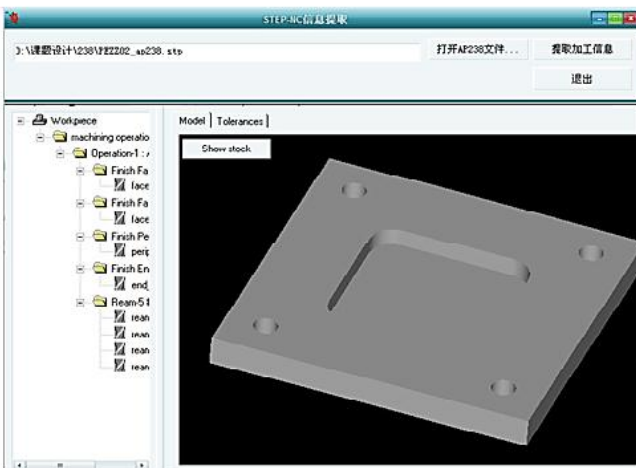 STEP-NC信息提取
D:\课题设计\238\PEZZ02_ap238.stp
打开AP238文件...
提取加工信息
退出
Workpiece
machining operatio
Operation-1 : A
Finish Fa
face
Finish Fa
face
Finish Pe
perip
Finish En
end_
Ream-5
rean
rean
rean
rean
Model
Tolerances
Show stock